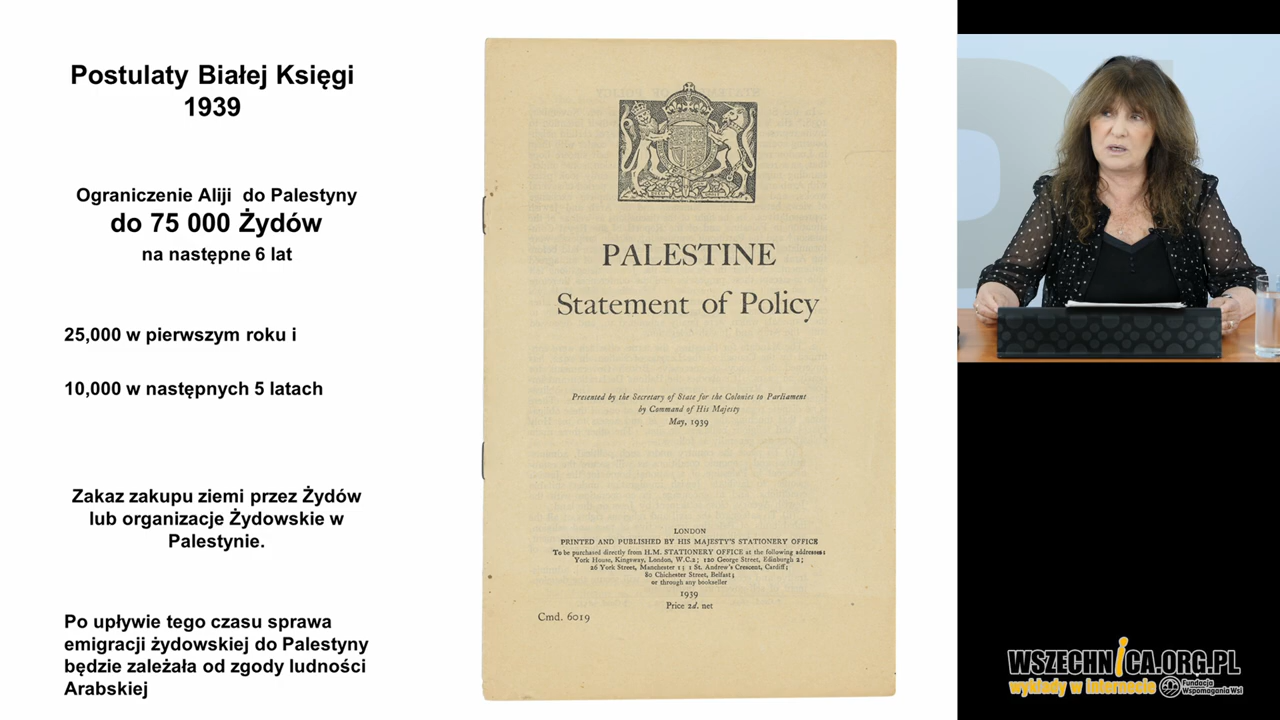 Postulaty Białej Księgi
1939
Ograniczenie Aliji do Palestyny
do 75 000 Żydów
na następne 6 lat
25,000 w pierwszym roku i
10,000 w następnych 5 latach
Zakaz zakupu ziemi przez Żydów
lub organizacje Żydowskie w
Palestynie.
Po upływie tego czasu sprawa
emigracji żydowskiej do Palestyny
będzie zależała od zgody ludności
Arabskiej
PALESTINE
Statement of Policy
Presented by the Secretary of State for the Colonies to Parliament
by Command of His Majesty
May, 1939
LONDON
PRINTED AND PUBLISHED BY HIS MAJESTY'S STATIONERY OFFICE
To be purchased directly from H.M. STATIONERY OFFICE at the following addresses:
York House, Kingsway, London, W.C.2; 120 George Street, Edinburgh 2;
26 York Street, Manchester 1; 1 St. Andrew's Crescent, Cardiff;
80 Chichester Street, Belfast;
or through any bookseller
1939
Price 2d. net
Cmd. 6019
WSZECHNICA.ORG.PL
wykłady w internecie
Fundacja
Wspomagania Wsi